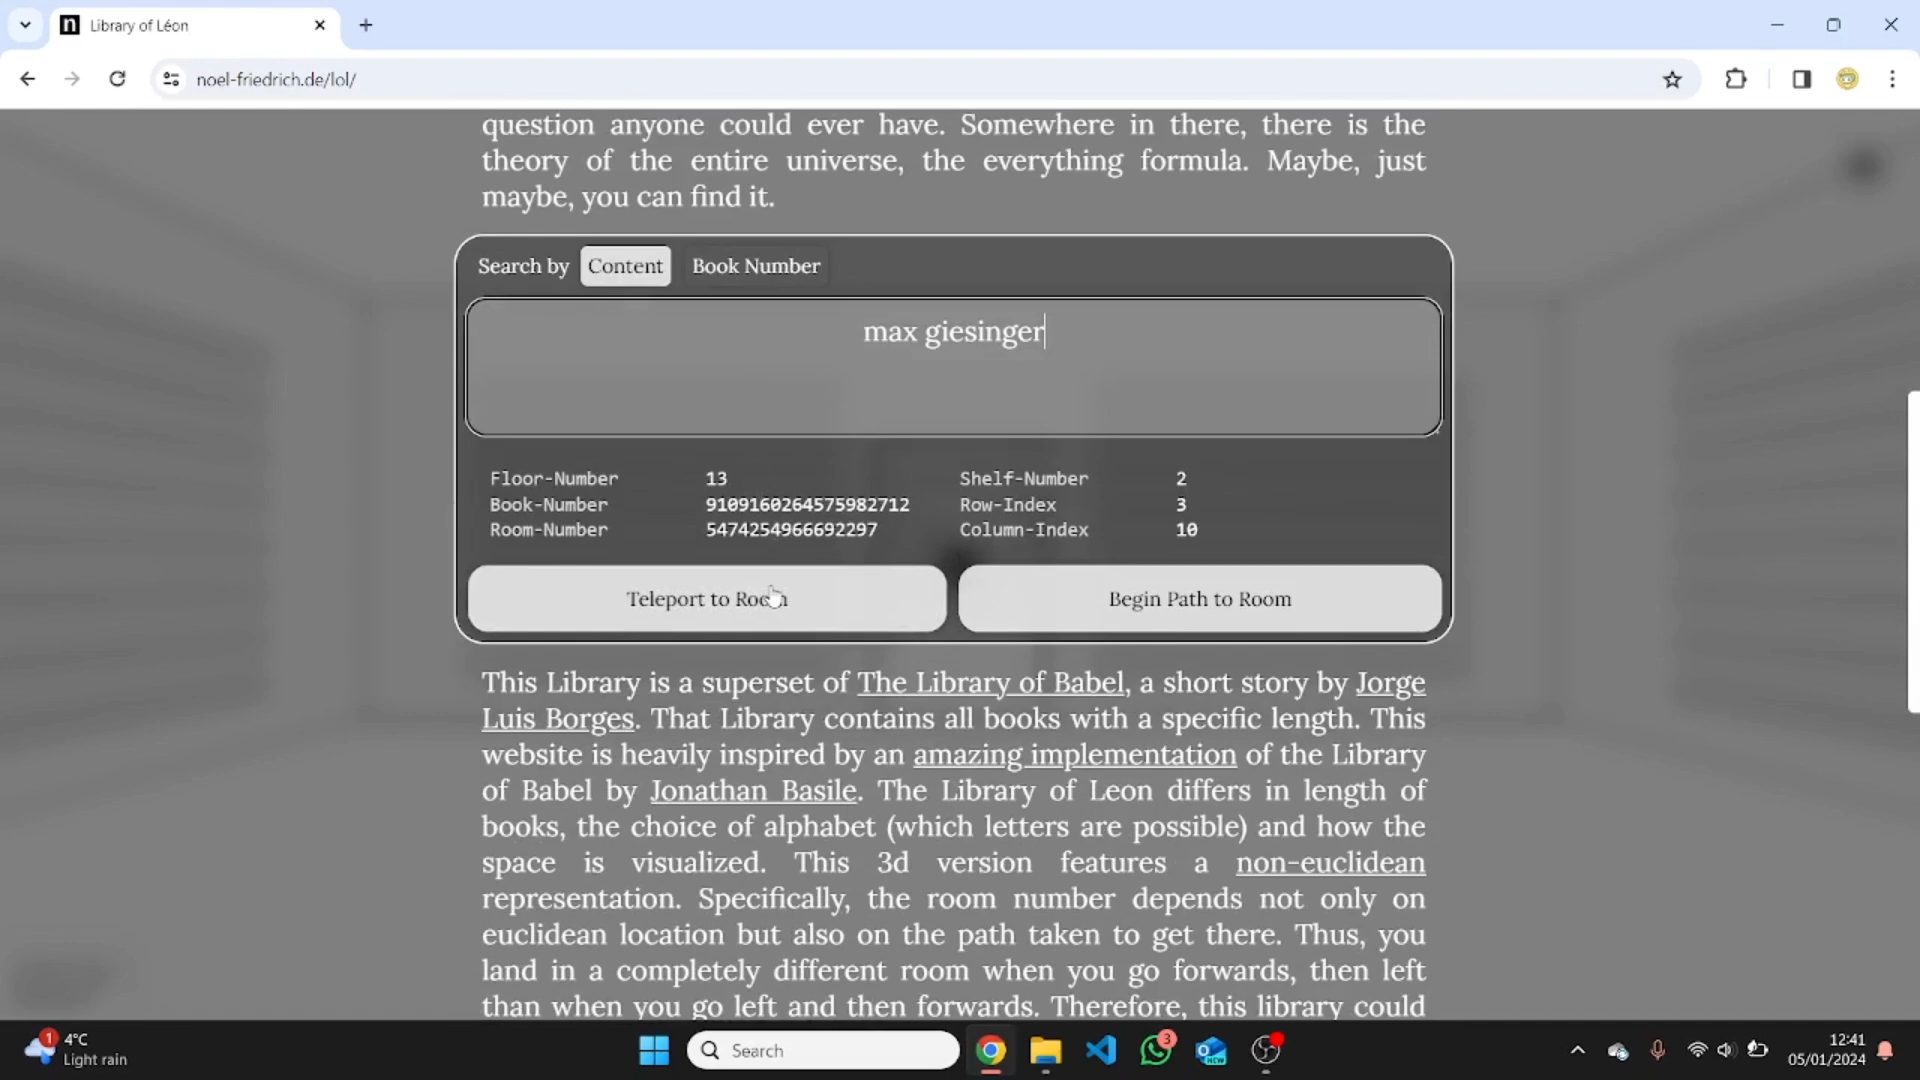 Library of Léon
noel-friedrich.de/lol/
question anyone could ever have. Somewhere in there, there is the
theory of the entire universe, the everything formula. Maybe, just
maybe, you can find it.
Search by Content Book Number
max giesinger
Floor-Number 13 Shelf-Number 2
Book-Number 9109160264575982712 Row-Index 3
Room-Number 5474254966692297 Column-Index 10
Teleport to Room Begin Path to Room
This Library is a superset of The Library of Babel, a short story by Jorge
Luis Borges. That Library contains all books with a specific length. This
website is heavily inspired by an amazing implementation of the Library
of Babel by Jonathan Basile. The Library of Leon differs in length of
books, the choice of alphabet (which letters are possible) and how the
space is visualized. This 3d version features a non-euclidean
representation. Specifically, the room number depends not only on
euclidean location but also on the path taken to get there. Thus, you
land in a completely different room when you go forwards, then left
than when you go left and then forwards. Therefore, this library could
1
4°C
Light rain
Search
3
NEW
12:41
05/01/2024